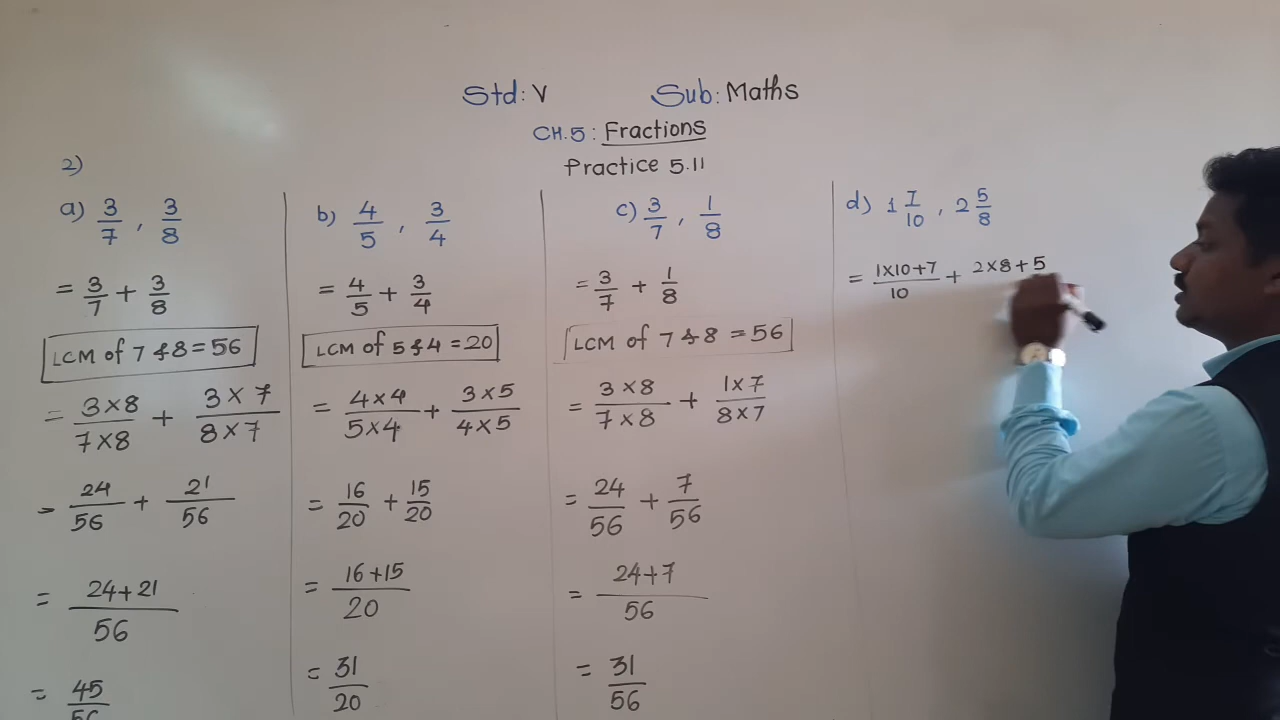 Std: V Sub: Maths
CH.5 : Fractions
Practice 5.11
2)
a) 3/7 , 3/8
= 3/7 + 3/8
LCM of 7 & 8 = 56
= 3×8/7×8 + 3×7/8×7
= 24/56 + 21/56
= 24+21/56
= 45/56
b) 4/5 , 3/4
= 4/5 + 3/4
LCM of 5 & 4 = 20
= 4×4/5×4 + 3×5/4×5
= 16/20 + 15/20
= 16+15/20
= 31/20
c) 3/7 , 1/8
= 3/7 + 1/8
LCM of 7 & 8 = 56
= 3×8/7×8 + 1×7/8×7
= 24/56 + 7/56
= 24+7/56
= 31/56
d) 1 7/10 , 2 5/8
= 1×10+7/10 + 2×8+5